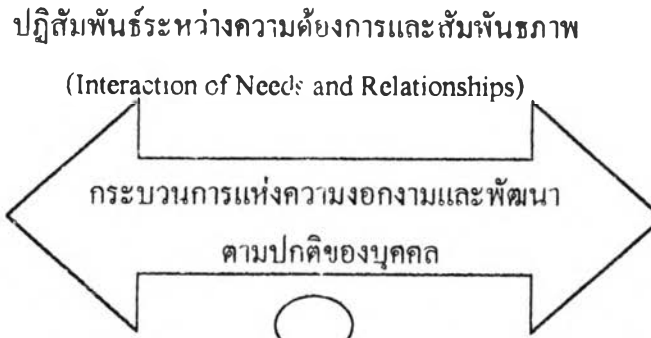 ปฏิสัมพันธ์ระหว่างความต้องการและสัมพันธภาพ
(Interaction of Needs and Relationships)
กระบวนการแห่งความงอกงามและพัฒนา
ตามปกติของบุคคล